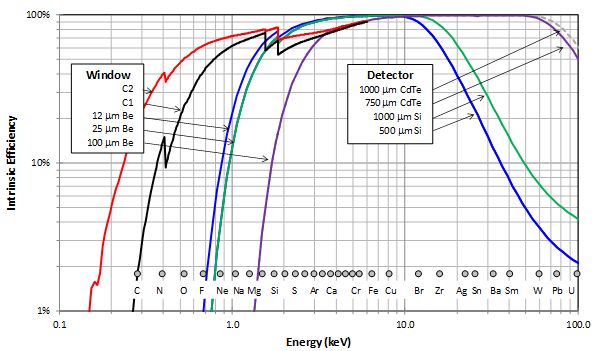 100%
Window
C2
C1
12 µm Be
25 µm Be
100 µm Be
Detector
1000 µm CdTe
750 µm CdTe
1000 µm Si
500 µm Si
Intrinsic Efficiency
10%
C N O F Ne Na Mg Si S Ar Ca Cr Fe Cu Br Zr Ag Sn Ba Sm W Pb U
1%
0.1 1.0 10.0 100.0
Energy (keV)